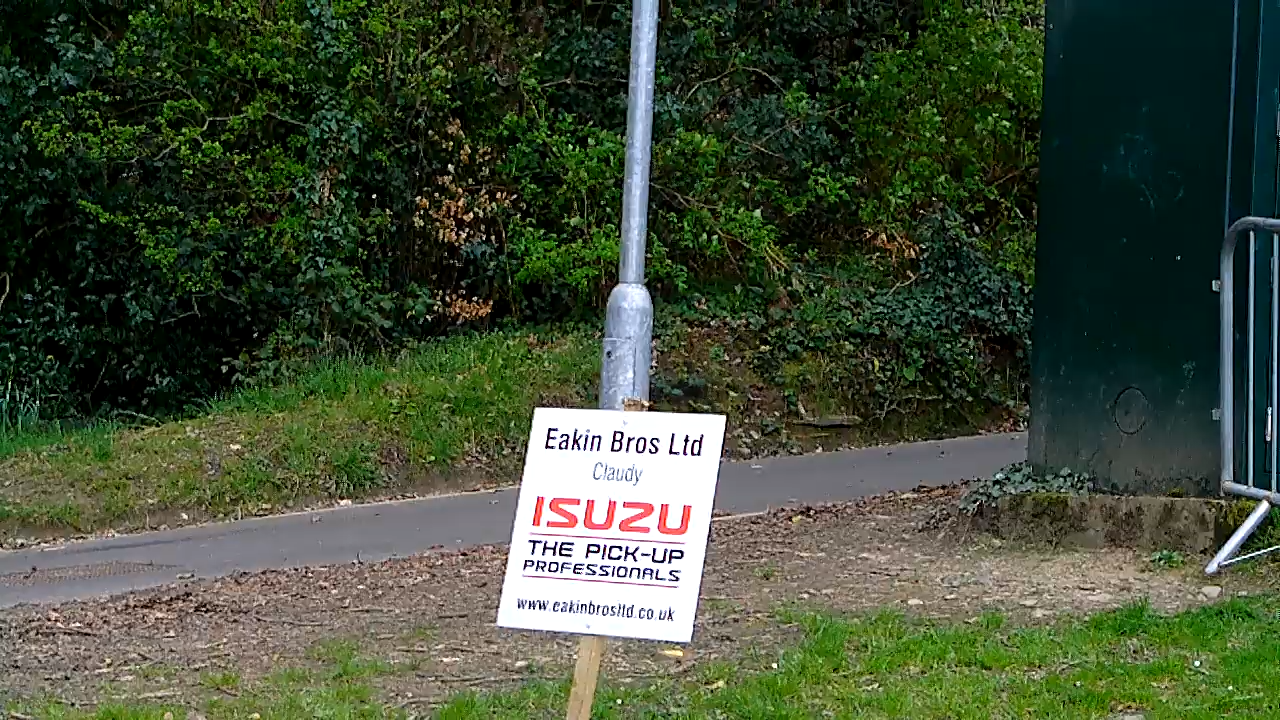 Eakin Bros Ltd
Claudy
ISUZU
THE PICK-UP
PROFESSIONALS
www.eakinbrosltd.co.uk